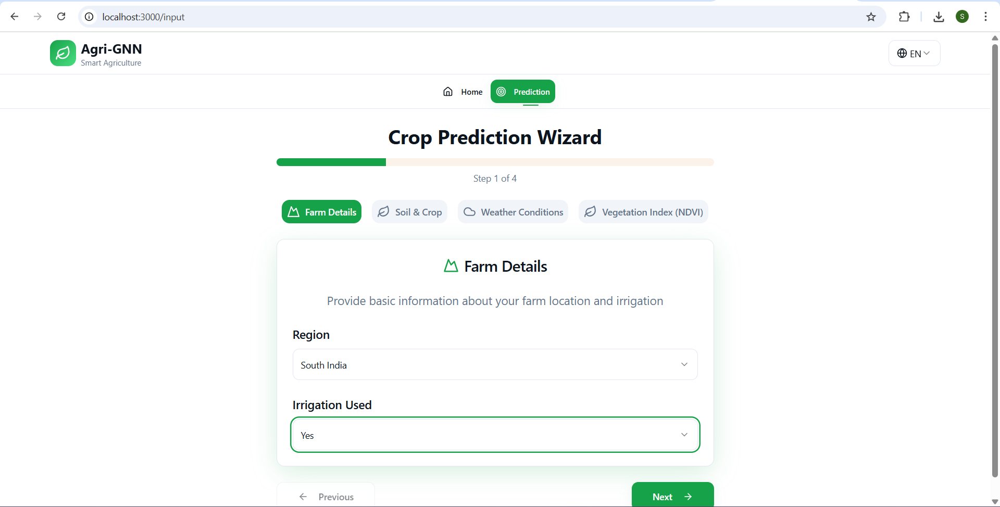 localhost:3000/input
S
Agri-GNN
Smart Agriculture
EN
Home
Prediction
Crop Prediction Wizard
Step 1 of 4
Farm Details
Soil & Crop
Weather Conditions
Vegetation Index (NDVI)
Farm Details
Provide basic information about your farm location and irrigation
Region
South India
Irrigation Used
Yes
Previous
Next